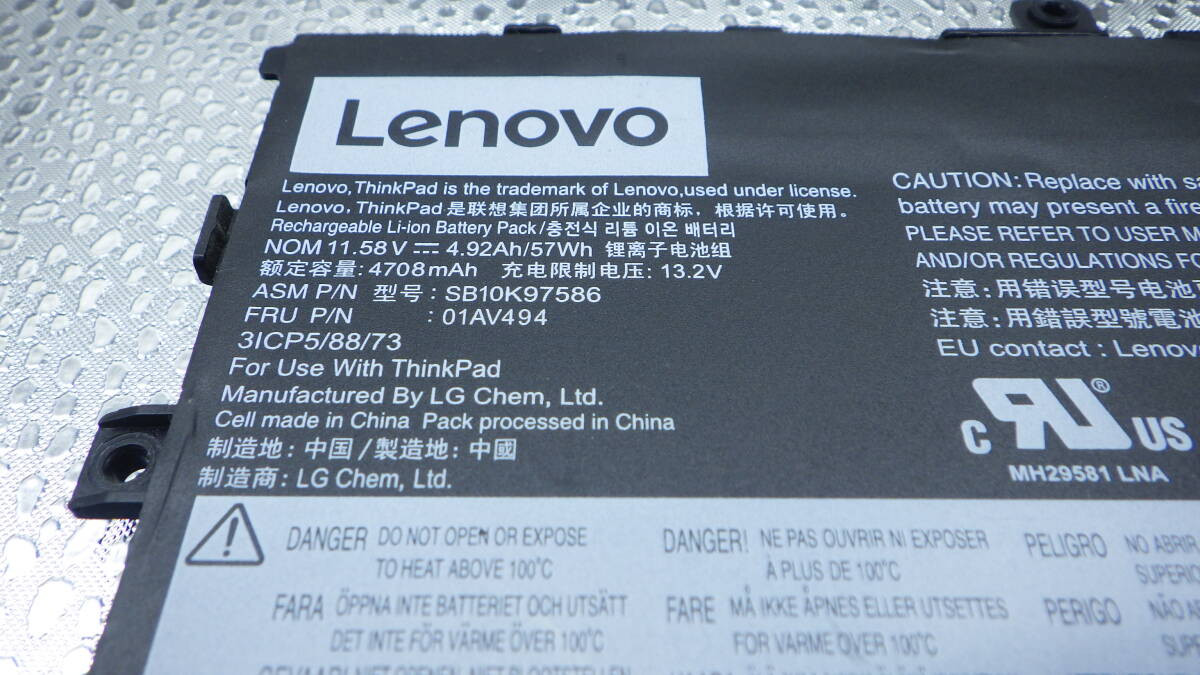 Lenovo
Lenovo,ThinkPad is the trademark of Lenovo,used under license.
Lenovo, ThinkPad 是联想集团所属企业的商标，根据许可使用。
Rechargeable Li-ion Battery Pack/충전식 리튬 이온 배터리
NOM 11.58V ⎓ 4.92Ah/57Wh 锂离子电池组
额定容量: 4708mAh 充电限制电压: 13.2V
ASM P/N 型号: SB10K97586
FRU P/N : 01AV494
3ICP5/88/73
For Use With ThinkPad
Manufactured By LG Chem, Ltd.
Cell made in China Pack processed in China
制造地: 中国/製造地: 中國
制造商: LG Chem, Ltd.
CAUTION: Replace with
battery may present a fire
PLEASE REFER TO USER
AND/OR REGULATIONS
注意: 用错误型号电池
注意: 用錯誤型號電池
EU contact: Lenovo
C RU ® US
MH29581 LNA
DANGER DO NOT OPEN OR EXPOSE
TO HEAT ABOVE 100°C
DANGER! NE PAS OUVRIR NI EXPOSER
À PLUS DE 100°C
PELIGRO NO ABRIR
FARA ÖPPNA INTE BATTERIET OCH UTSÄTT
DET INTE FÖR VÄRME ÖVER 100°C
FARE MÅ IKKE ÅPNES ELLER UTSETTES
FOR VARME OVER 100°C
PERIGO NÃO